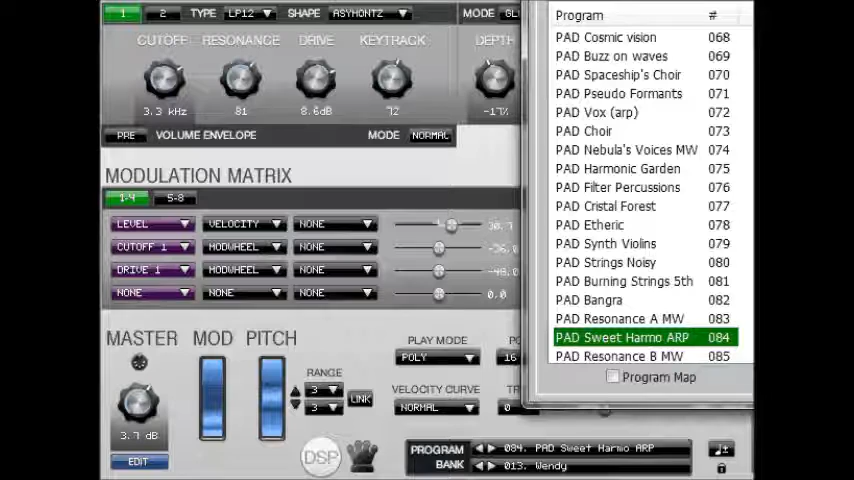 1 2 TYPE LP12 SHAPE ASYHONTZ MODE
CUTOFF RESONANCE DRIVE KEYTRACK DEPTH
3.3 kHz 81 8.6dB 72 -17%
PRE VOLUME ENVELOPE MODE NORMAL
MODULATION MATRIX
1-4 5-8
LEVEL VELOCITY NONE
CUTOFF 1 MODWHEEL NONE
DRIVE 1 MODWHEEL NONE
NONE NONE NONE 0.0
MASTER MOD PITCH
RANGE
3
3
LINK
3.7 dB
EDIT
PLAY MODE
POLY 16
VELOCITY CURVE
NORMAL 0
DSP
PROGRAM 084. PAD Sweet Harmo ARP
BANK 013. Wendy
Program #
PAD Cosmic vision 068
PAD Buzz on waves 069
PAD Spaceship's Choir 070
PAD Pseudo Formants 071
PAD Vox (arp) 072
PAD Choir 073
PAD Nebula's Voices MW 074
PAD Harmonic Garden 075
PAD Filter Percussions 076
PAD Cristal Forest 077
PAD Etheric 078
PAD Synth Violins 079
PAD Strings Noisy 080
PAD Burning Strings 5th 081
PAD Bangra 082
PAD Resonance A MW 083
PAD Sweet Harmo ARP 084
PAD Resonance B MW 085
Program Map